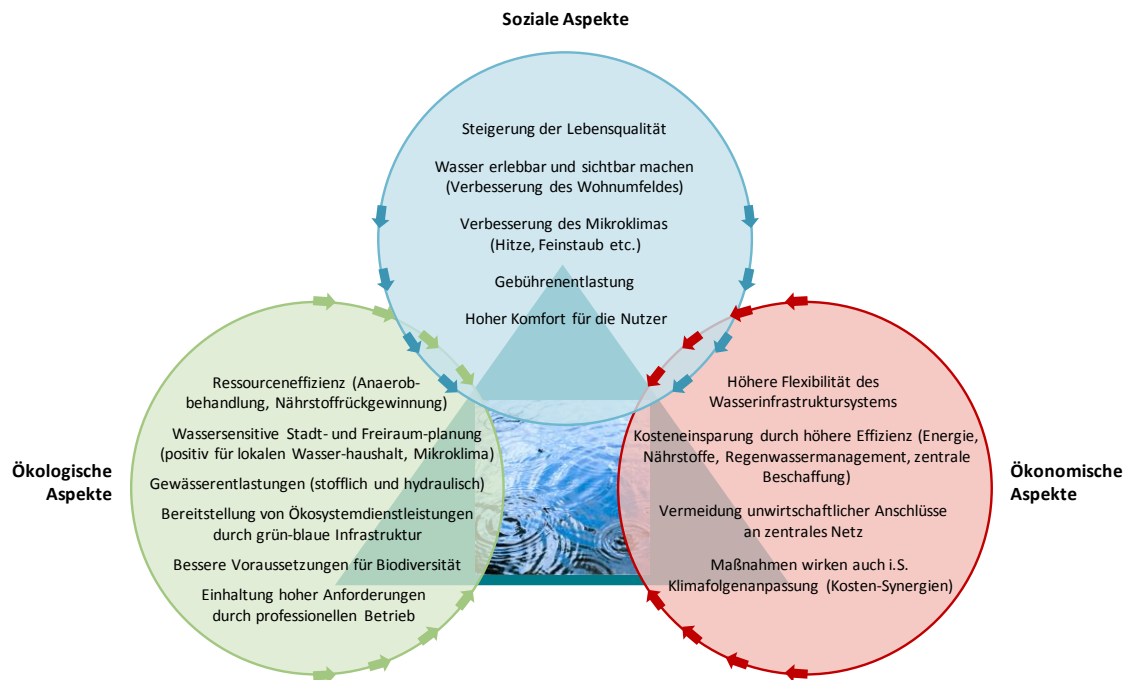 Soziale Aspekte
Steigerung der Lebensqualität
Wasser erlebbar und sichtbar machen
(Verbesserung des Wohnumfeldes)
Verbesserung des Mikroklimas
(Hitze, Feinstaub etc.)
Gebührenentlastung
Hoher Komfort für die Nutzer
Ökologische
Aspekte
Ressourceneffizienz (Anaerob-
behandlung, Nährstoffrückgewinnung)
Wassersensitive Stadt- und Freiraum-planung
(positiv für lokalen Wasser-haushalt, Mikroklima)
Gewässerentlastungen (stofflich und hydraulisch)
Bereitstellung von Ökosystemdienstleistungen
durch grün-blaue Infrastruktur
Bessere Voraussetzungen für Biodiversität
Einhaltung hoher Anforderungen
durch professionellen Betrieb
Höhere Flexibilität des
Wasserinfrastruktursystems
Kosteneinsparung durch höhere Effizienz (Energie,
Nährstoffe, Regenwassermanagement, zentrale
Beschaffung)
Vermeidung unwirtschaftlicher Anschlüsse
an zentrales Netz
Maßnahmen wirken auch i.S.
Klimafolgenanpassung (Kosten-Synergien)
Ökonomische
Aspekte